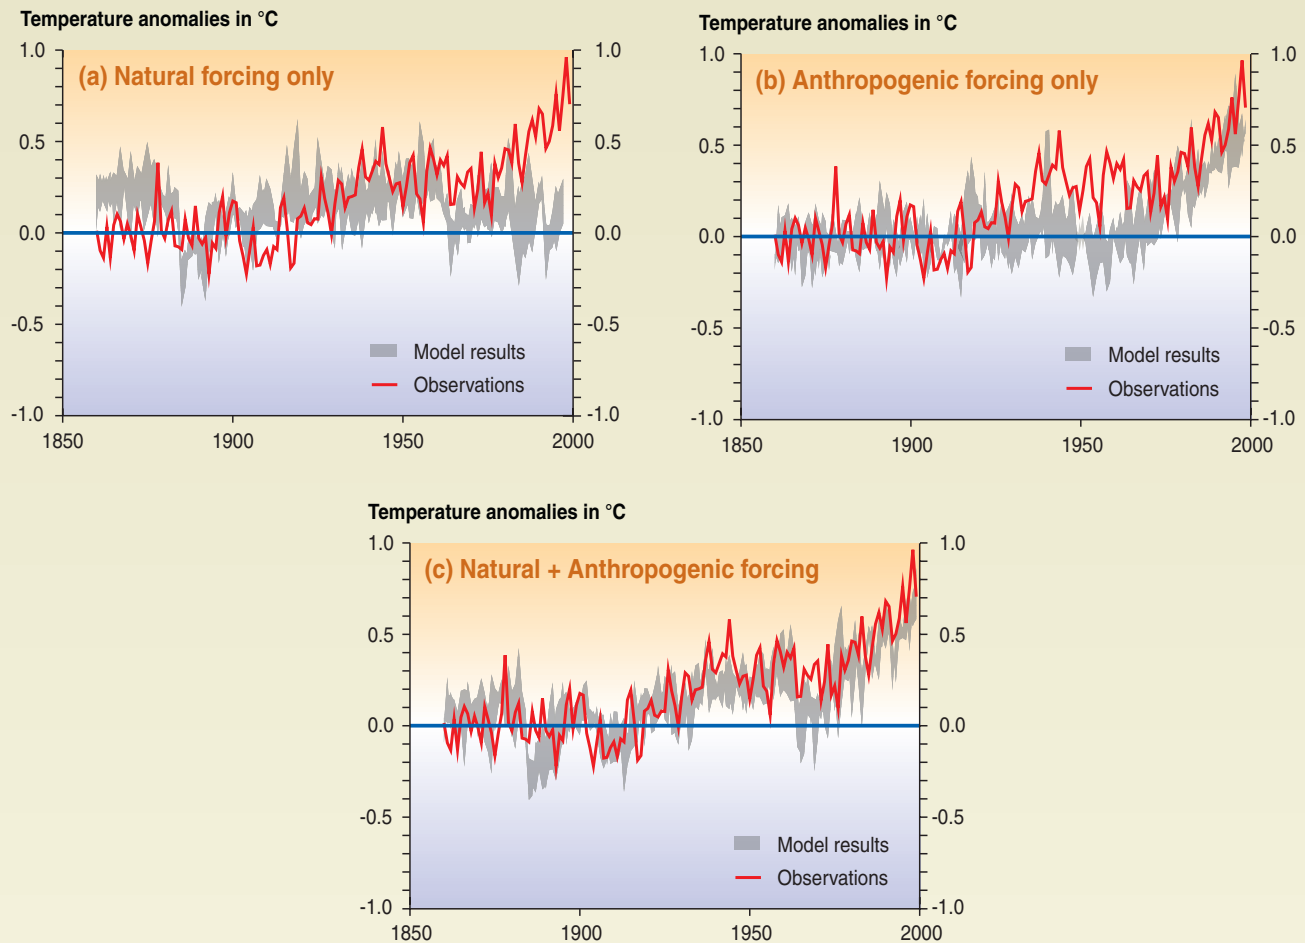 Temperature anomalies in °C
1.0 1.0
(a) Natural forcing only
0.5 0.5
0.0 0.0
-0.5 -0.5
Model results
Observations
-1.0 -1.0
1850 1900 1950 2000
Temperature anomalies in °C
1.0 1.0
(b) Anthropogenic forcing only
0.5 0.5
0.0 0.0
-0.5 -0.5
Model results
Observations
-1.0 -1.0
1850 1900 1950 2000
Temperature anomalies in °C
1.0 1.0
(c) Natural + Anthropogenic forcing
0.5 0.5
0.0 0.0
-0.5 -0.5
Model results
Observations
-1.0 -1.0
1850 1900 1950 2000